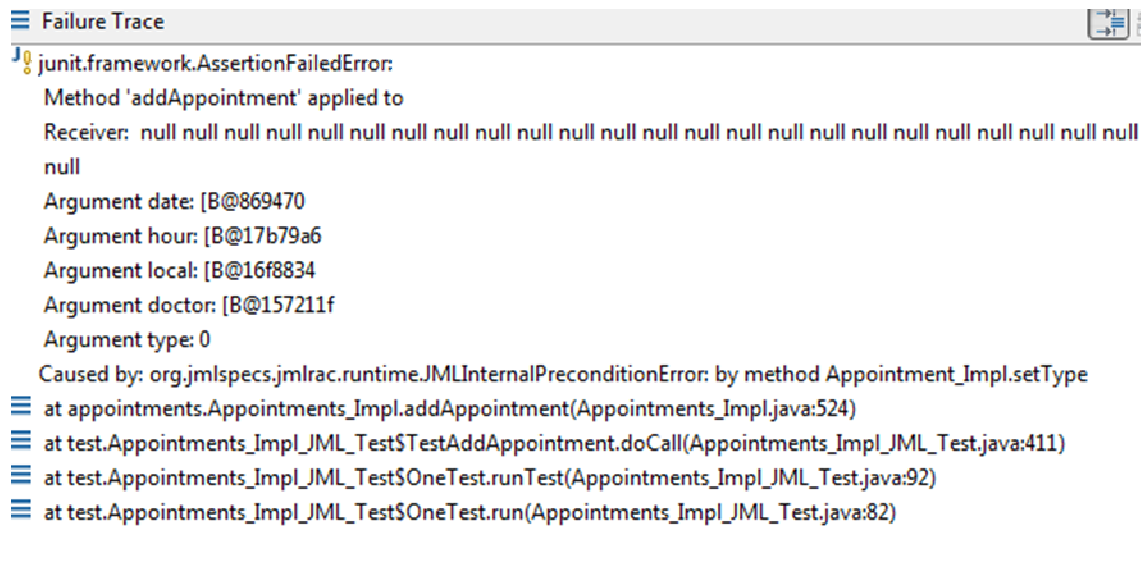 Failure Trace
junit.framework.AssertionFailedError:
Method 'addAppointment' applied to
Receiver: null null null null null null null null null null null null null null null null null null null null null null null null
null
Argument date: [B@869470
Argument hour: [B@17b79a6
Argument local: [B@16f8834
Argument doctor: [B@157211f
Argument type: 0
Caused by: org.jmlspecs.jmlrac.runtime.JMLInternalPreconditionError: by method Appointment_Impl.setType
at appointments.Appointments_Impl.addAppointment(Appointments_Impl.java:524)
at test.Appointments_Impl_JML_Test$TestAddAppointment.doCall(Appointments_Impl_JML_Test.java:411)
at test.Appointments_Impl_JML_Test$OneTest.runTest(Appointments_Impl_JML_Test.java:92)
at test.Appointments_Impl_JML_Test$OneTest.run(Appointments_Impl_JML_Test.java:82)